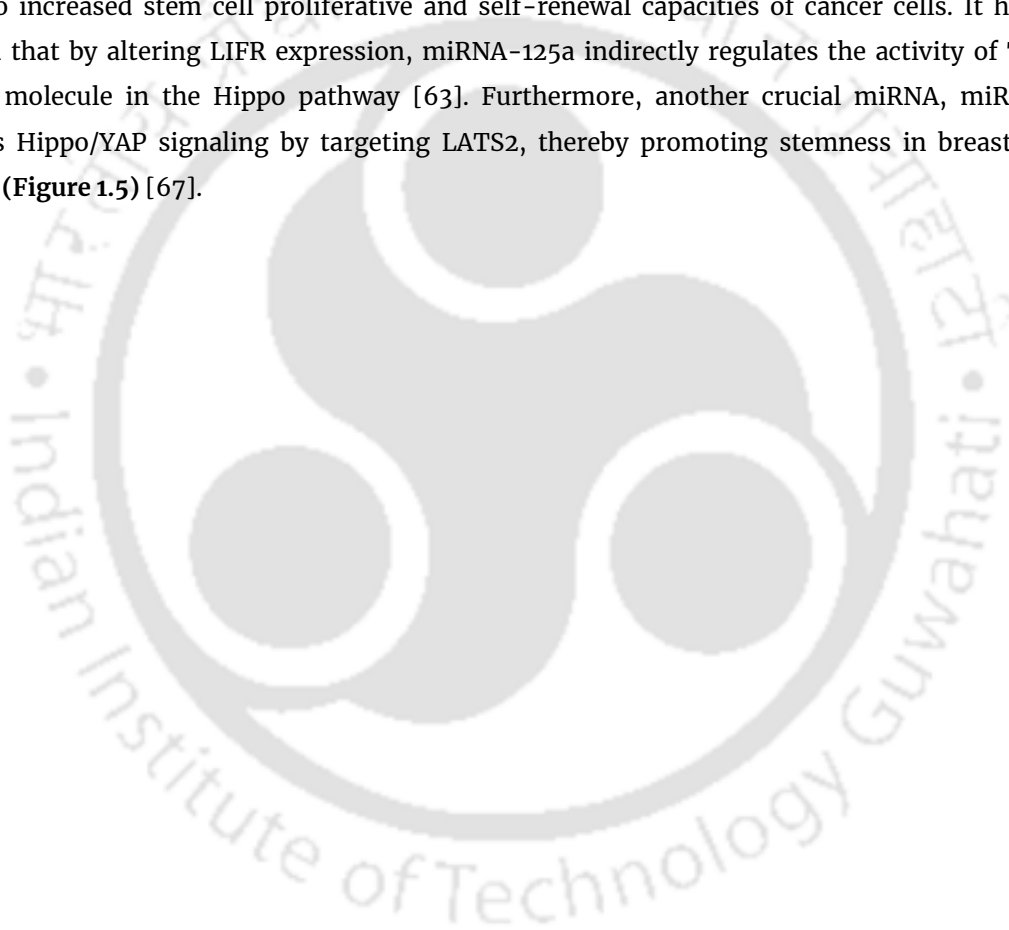 increased stem cell proliferative and self-renewal capacities of cancer cells. It
that by altering LIFR expression, miRNA-125a indirectly regulates the activity of
molecule in the Hippo pathway [63]. Furthermore, another crucial miRNA,
Hippo/YAP signaling by targeting LATS2, thereby promoting stemness in breast
(Figure 1.5) [67].
Indian Institute of Technology Guwahati